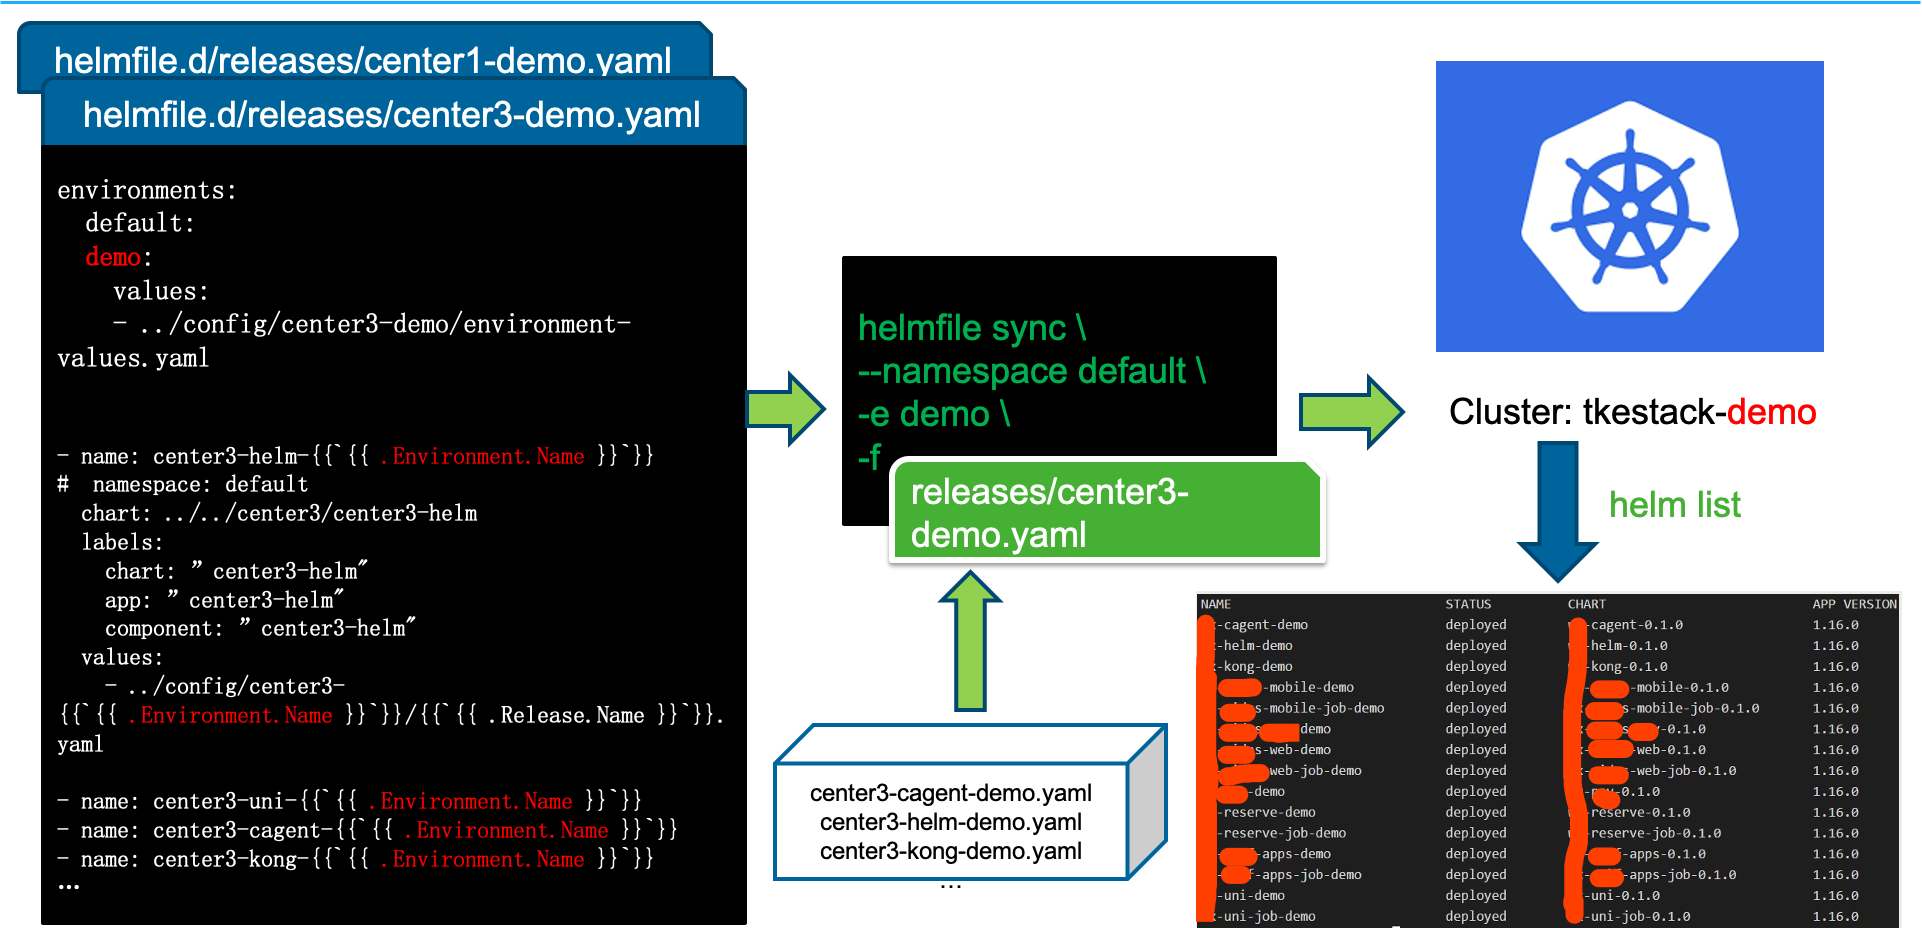 helmfile.d/releases/center1-demo.yaml
helmfile.d/releases/center3-demo.yaml
environments:
default:
demo:
values:
- ../config/center3-demo/environment-
values.yaml
- name: center3-helm-{{`{{ .Environment.Name }}`}}
# namespace: default
chart: ../../center3/center3-helm
labels:
chart: ” center3-helm"
app: ” center3-helm"
component: ” center3-helm"
values:
- ../config/center3-
{{`{{ .Environment.Name }}`}}/{{`{{ .Release.Name }}`}}.
yaml
- name: center3-uni-{{`{{ .Environment.Name }}`}}
- name: center3-cagent-{{`{{ .Environment.Name }}`}}
- name: center3-kong-{{`{{ .Environment.Name }}`}}
...
helmfile sync \
--namespace default \
-e demo \
-f
releases/center3-
demo.yaml
center3-cagent-demo.yaml
center3-helm-demo.yaml
center3-kong-demo.yaml
...
Cluster: tkestack-demo
helm list
NAME STATUS CHART APP VERSION
-cagent-demo deployed -cagent-0.1.0 1.16.0
-helm-demo deployed -helm-0.1.0 1.16.0
-kong-demo deployed -kong-0.1.0 1.16.0
-mobile-demo deployed -mobile-0.1.0 1.16.0
-mobile-job-demo deployed -mobile-job-0.1.0 1.16.0
demo deployed -0.1.0 1.16.0
-web-demo deployed -web-0.1.0 1.16.0
web-job-demo deployed -web-job-0.1.0 1.16.0
-demo deployed -0.1.0 1.16.0
-reserve-demo deployed -reserve-0.1.0 1.16.0
-reserve-job-demo deployed -reserve-job-0.1.0 1.16.0
-apps-demo deployed -apps-0.1.0 1.16.0
-apps-job-demo deployed -apps-job-0.1.0 1.16.0
-uni-demo deployed -uni-0.1.0 1.16.0
-uni-job-demo deployed -uni-job-0.1.0 1.16.0